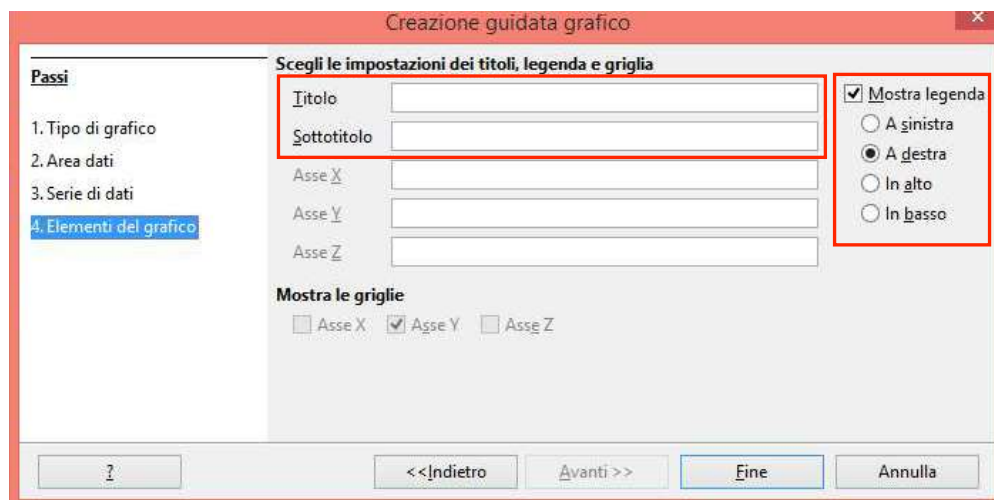 Creazione guidata grafico
x
Passi
1. Tipo di grafico
2. Area dati
3. Serie di dati
4. Elementi del grafico
Scegli le impostazioni dei titoli, legenda e griglia
Titolo
Sottotitolo
Asse X
Asse Y
Asse Z
Mostra legenda
A sinistra
A destra
In alto
In basso
Mostra le griglie
Asse X Asse Y Asse Z
? <<Indietro Avanti >> Fine Annulla